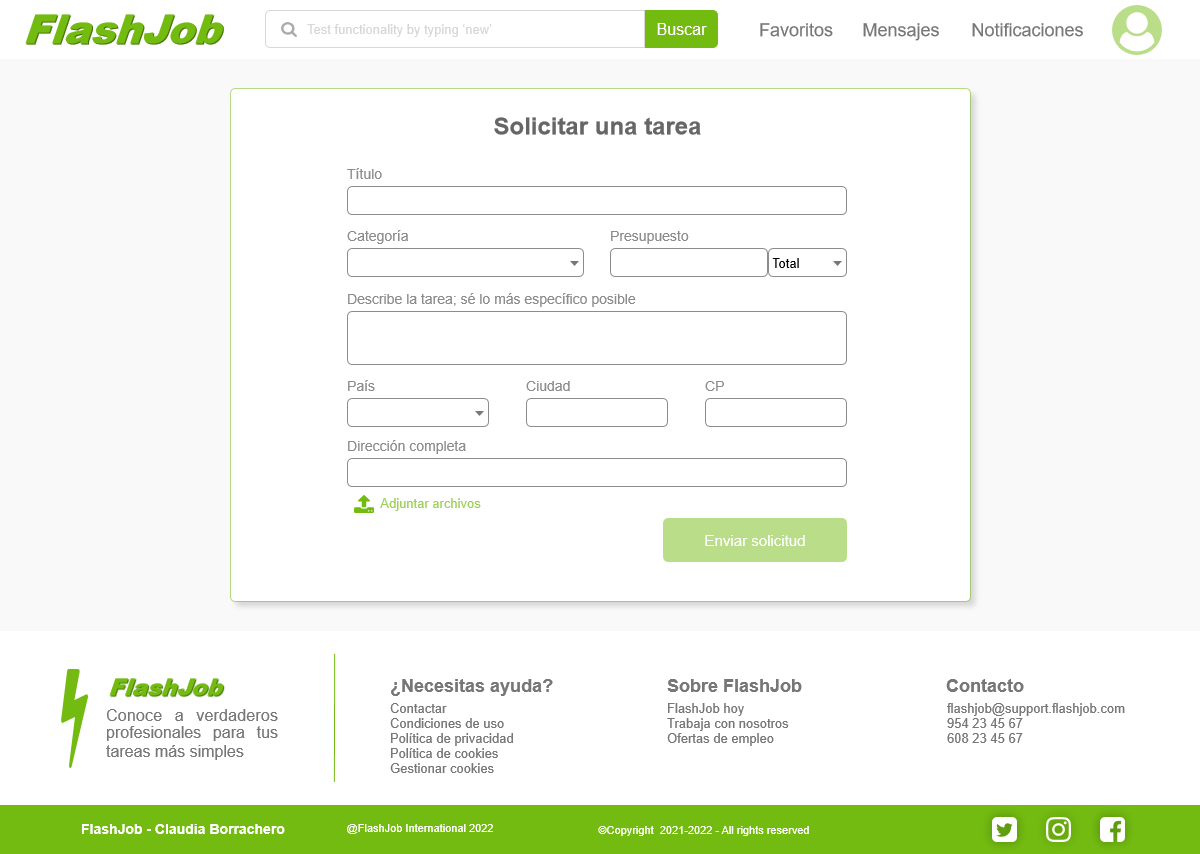 FlashJob
Test functionality by typing 'new'
Buscar
Favoritos
Mensajes
Notificaciones
Solicitar una tarea
Título
Categoría
Presupuesto
Total
Describe la tarea; sé lo más específico posible
País
Ciudad
CP
Dirección completa
Adjuntar archivos
Enviar solicitud
FlashJob
Conoce a verdaderos
profesionales para tus
tareas más simples
¿Necesitas ayuda?
Contactar
Condiciones de uso
Política de privacidad
Política de cookies
Gestionar cookies
Sobre FlashJob
FlashJob hoy
Trabaja con nosotros
Ofertas de empleo
Contacto
flashjob@support.flashjob.com
954 23 45 67
608 23 45 67
FlashJob - Claudia Borrachero
@FlashJob International 2022
©Copyright 2021-2022 - All rights reserved